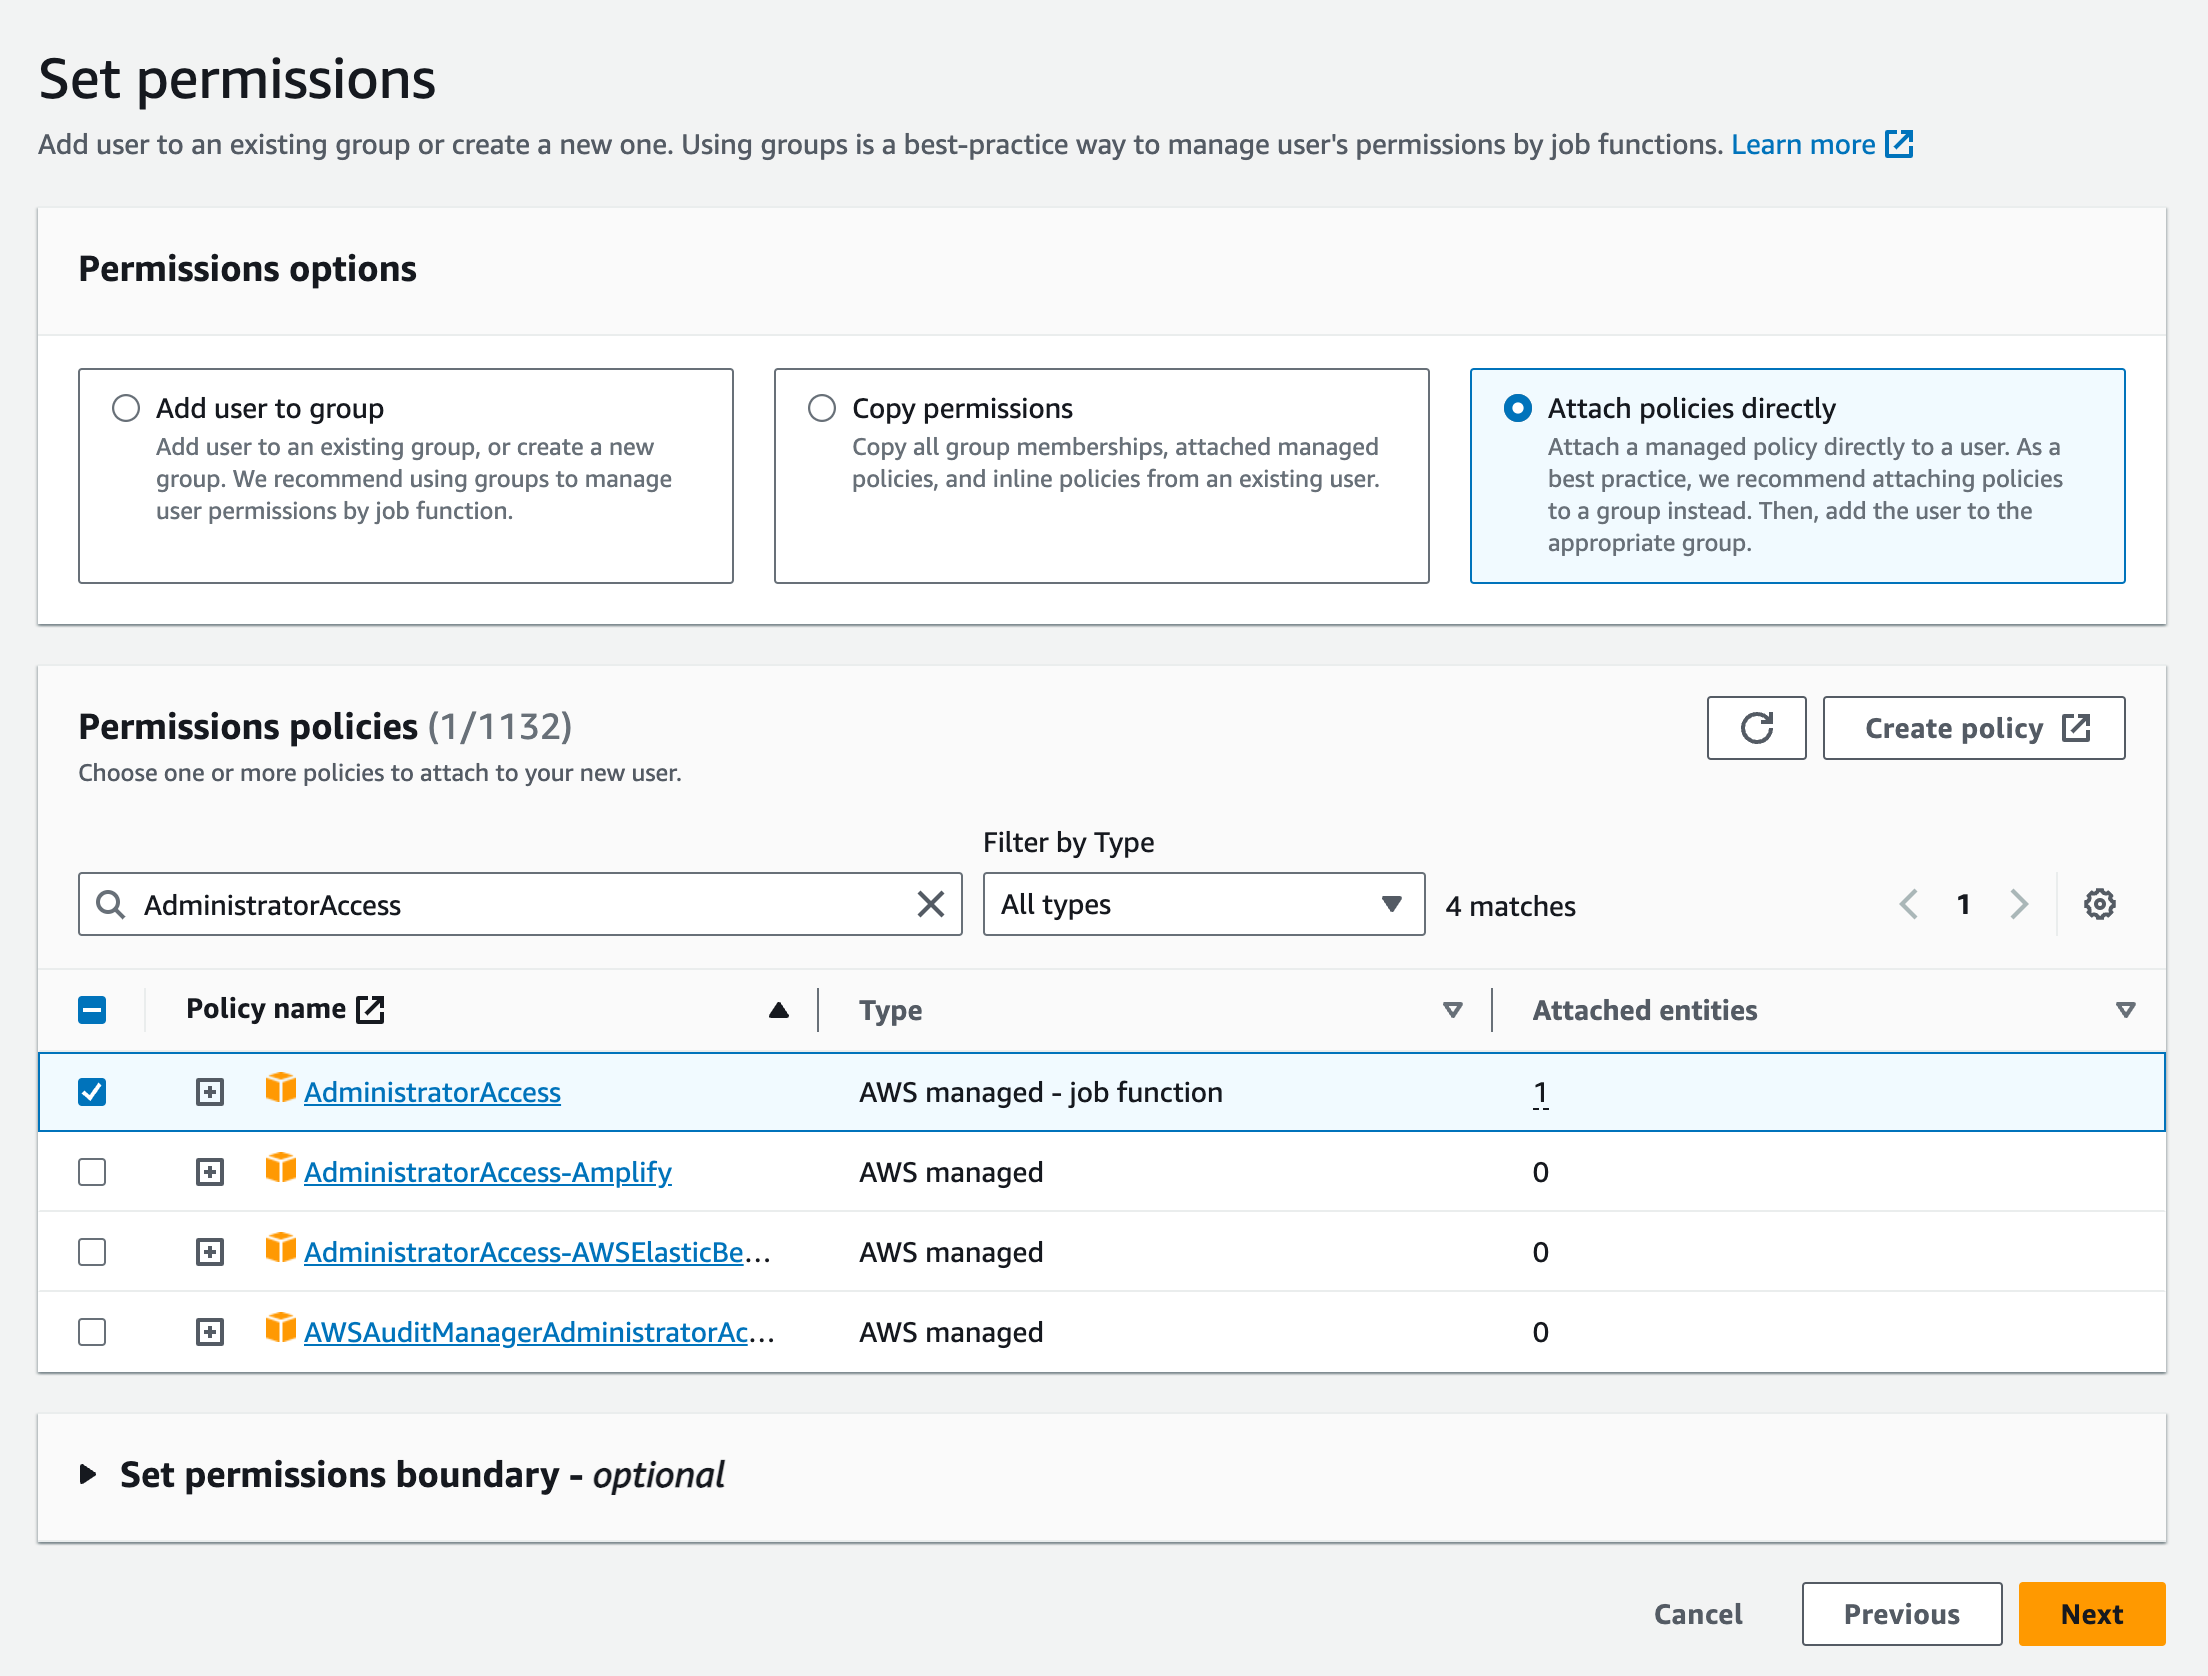 Set permissions
Add user to an existing group or create a new one. Using groups is a best-practice way to manage user's permissions by job functions. Learn more
Permissions options
Add user to group
Add user to an existing group, or create a new
group. We recommend using groups to manage
user permissions by job function.
Copy permissions
Copy all group memberships, attached managed
policies, and inline policies from an existing user.
Attach policies directly
Attach a managed policy directly to a user. As a
best practice, we recommend attaching policies
to a group instead. Then, add the user to the
appropriate group.
Permissions policies (1/1132)
Choose one or more policies to attach to your new user.
Create policy
Filter by Type
AdministratorAccess
All types
4 matches
1
Policy name Type Attached entities
AdministratorAccess AWS managed - job function 1
AdministratorAccess-Amplify AWS managed 0
AdministratorAccess-AWSElasticBe... AWS managed 0
AWSAuditManagerAdministratorAc... AWS managed 0
Set permissions boundary - optional
Cancel Previous Next